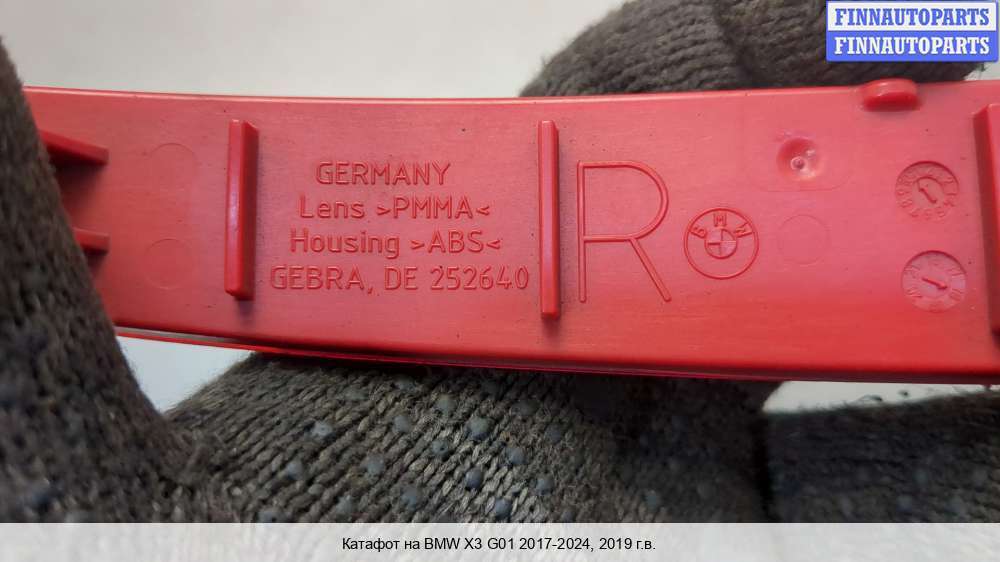 FINNAUTOPARTS
FINNAUTOPARTS
GERMANY
Lens >PMMA<
Housing >ABS<
GEBRA, DE 252640
R
BMW
Катафот на BMW X3 G01 2017-2024, 2019 г.в.